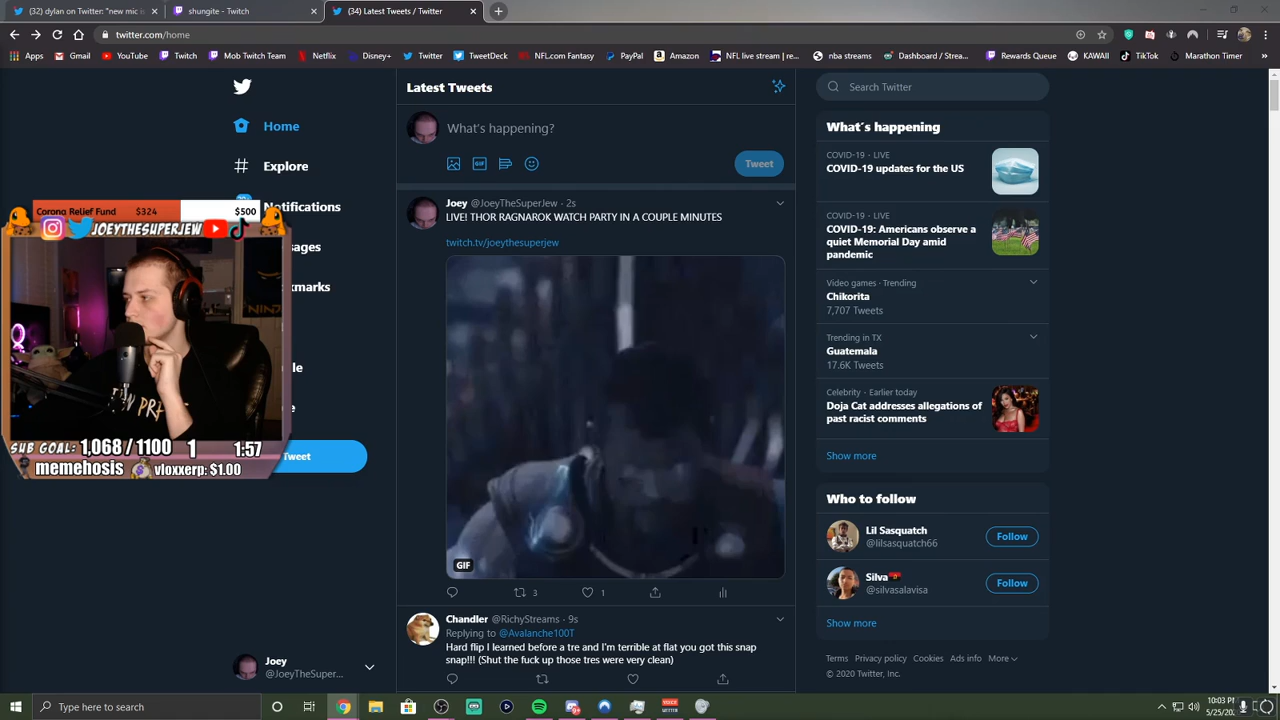 (32) dylan on Twitter: "new mic is
shungite - Twitch
(34) Latest Tweets / Twitter
twitter.com/home
Apps
Gmail
YouTube
Twitch
Mob Twitch Team
Netflix
Disney+
Twitter
TweetDeck
NFL.com Fantasy
PayPal
Amazon
NFL live stream | re...
nba streams
Dashboard / Strea...
Rewards Queue
KAWAII
TikTok
Marathon Timer
Home
Explore
Notifications
ssages
kmarks
le
e
Tweet
Joey
@JoeyTheSuper...
Corona Relief Fund $324 $500
JOEYTHESUPERJEW
SUB GOAL: 1,068 / 1100 1 1:57
memehosis vloxxerp: $1.00
Latest Tweets
What's happening?
GIF
Tweet
Joey @JoeyTheSuperJew · 2s
LIVE! THOR RAGNAROK WATCH PARTY IN A COUPLE MINUTES
twitch.tv/joeythesuperjew
GIF
3 1
Chandler @RichyStreams · 9s
Replying to @Avalanche100T
Hard flip I learned before a tre and I'm terrible at flat you got this snap
snap!!! (Shut the fuck up those tres were very clean)
Search Twitter
What's happening
COVID-19 · LIVE
COVID-19 updates for the US
COVID-19 · LIVE
COVID-19: Americans observe a
quiet Memorial Day amid
pandemic
Video games · Trending
Chikorita
7,707 Tweets
Trending in TX
Guatemala
17.6K Tweets
Celebrity · Earlier today
Doja Cat addresses allegations of
past racist comments
Show more
Who to follow
Lil Sasquatch
@lilsasquatch66
Follow
Silva
@silvasalavisa
Follow
Show more
Terms Privacy policy Cookies Ads info More
© 2020 Twitter, Inc.
Type here to search
10:03 PM